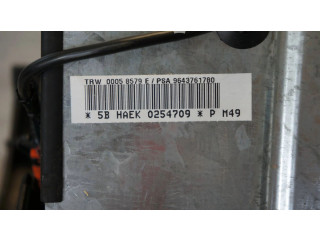 TRW 0005 8579 E / PSA 9643761780
* SB HAEK 0254709 * P M49